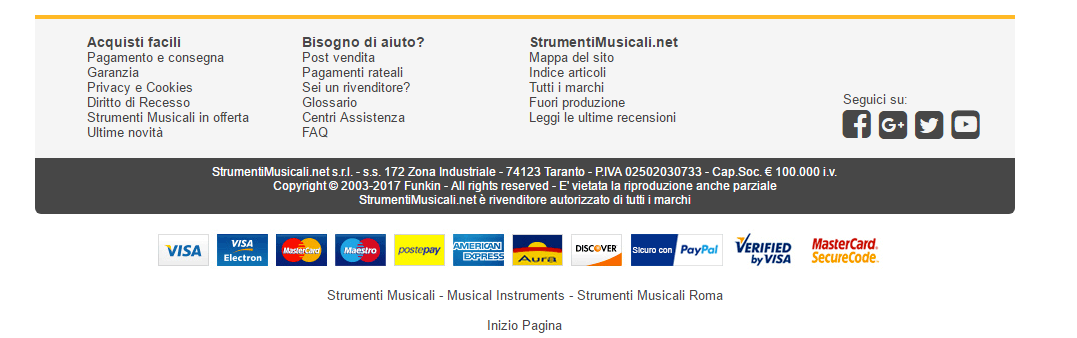 Acquisti facili
Pagamento e consegna
Garanzia
Privacy e Cookies
Diritto di Recesso
Strumenti Musicali in offerta
Ultime novità
Bisogno di aiuto?
Post vendita
Pagamenti rateali
Sei un rivenditore?
Glossario
Centri Assistenza
FAQ
StrumentiMusicali.net
Mappa del sito
Indice articoli
Tutti i marchi
Fuori produzione
Leggi le ultime recensioni
Seguici su:
StrumentiMusicali.net s.r.l. - s.s. 172 Zona Industriale - 74123 Taranto - P.IVA 02502030733 - Cap.Soc. € 100.000 i.v.
Copyright © 2003-2017 Funkin - All rights reserved - E' vietata la riproduzione anche parziale
StrumentiMusicali.net è rivenditore autorizzato di tutti i marchi
VISA
VISA
Electron
MasterCard
Maestro
postepay
AMERICAN
EXPRESS
Aura
DISCOVER
Sicuro con PayPal
VERIFIED
by VISA
MasterCard.
SecureCode.
Strumenti Musicali - Musical Instruments - Strumenti Musicali Roma
Inizio Pagina